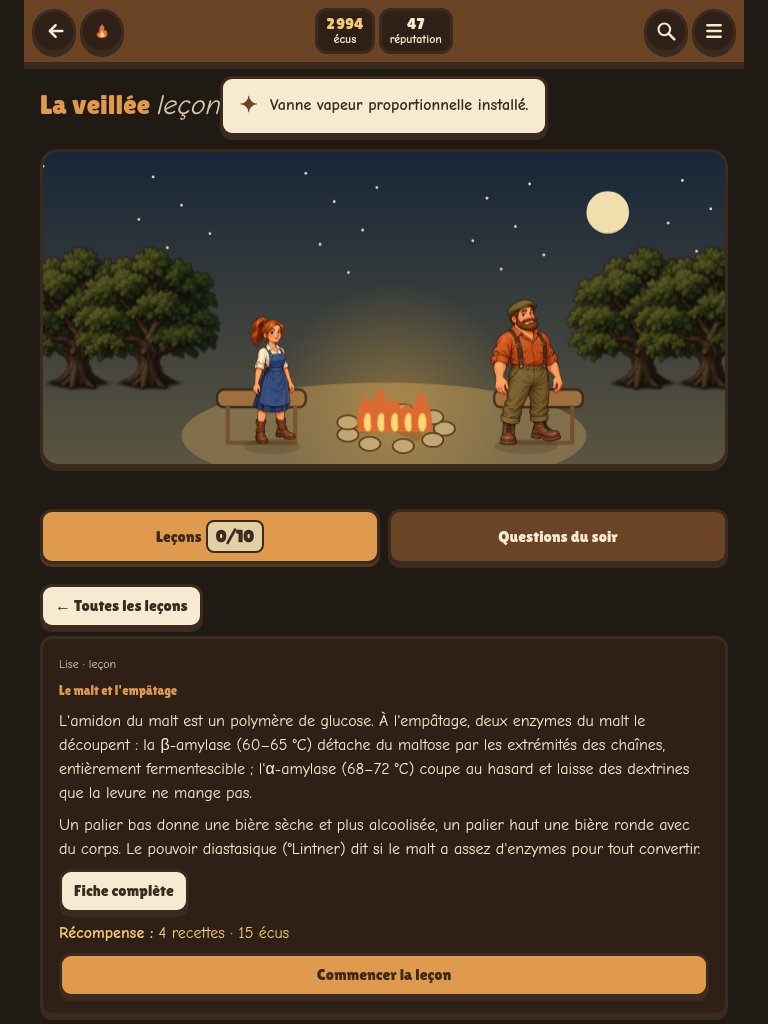 2 994
écus
47
réputation
La veillée leçon
Vanne vapeur proportionnelle installé.
Leçons 0/10
Questions du soir
← Toutes les leçons
Lise · leçon
Le malt et l'empâtage
L'amidon du malt est un polymère de glucose. À l'empâtage, deux enzymes du malt le
découpent : la β-amylase (60–65 °C) détache du maltose par les extrémités des chaînes,
entièrement fermentescible ; l'α-amylase (68–72 °C) coupe au hasard et laisse des dextrines
que la levure ne mange pas.
Un palier bas donne une bière sèche et plus alcoolisée, un palier haut une bière ronde avec
du corps. Le pouvoir diastasique (°Lintner) dit si le malt a assez d'enzymes pour tout convertir.
Fiche complète
Récompense : 4 recettes · 15 écus
Commencer la leçon